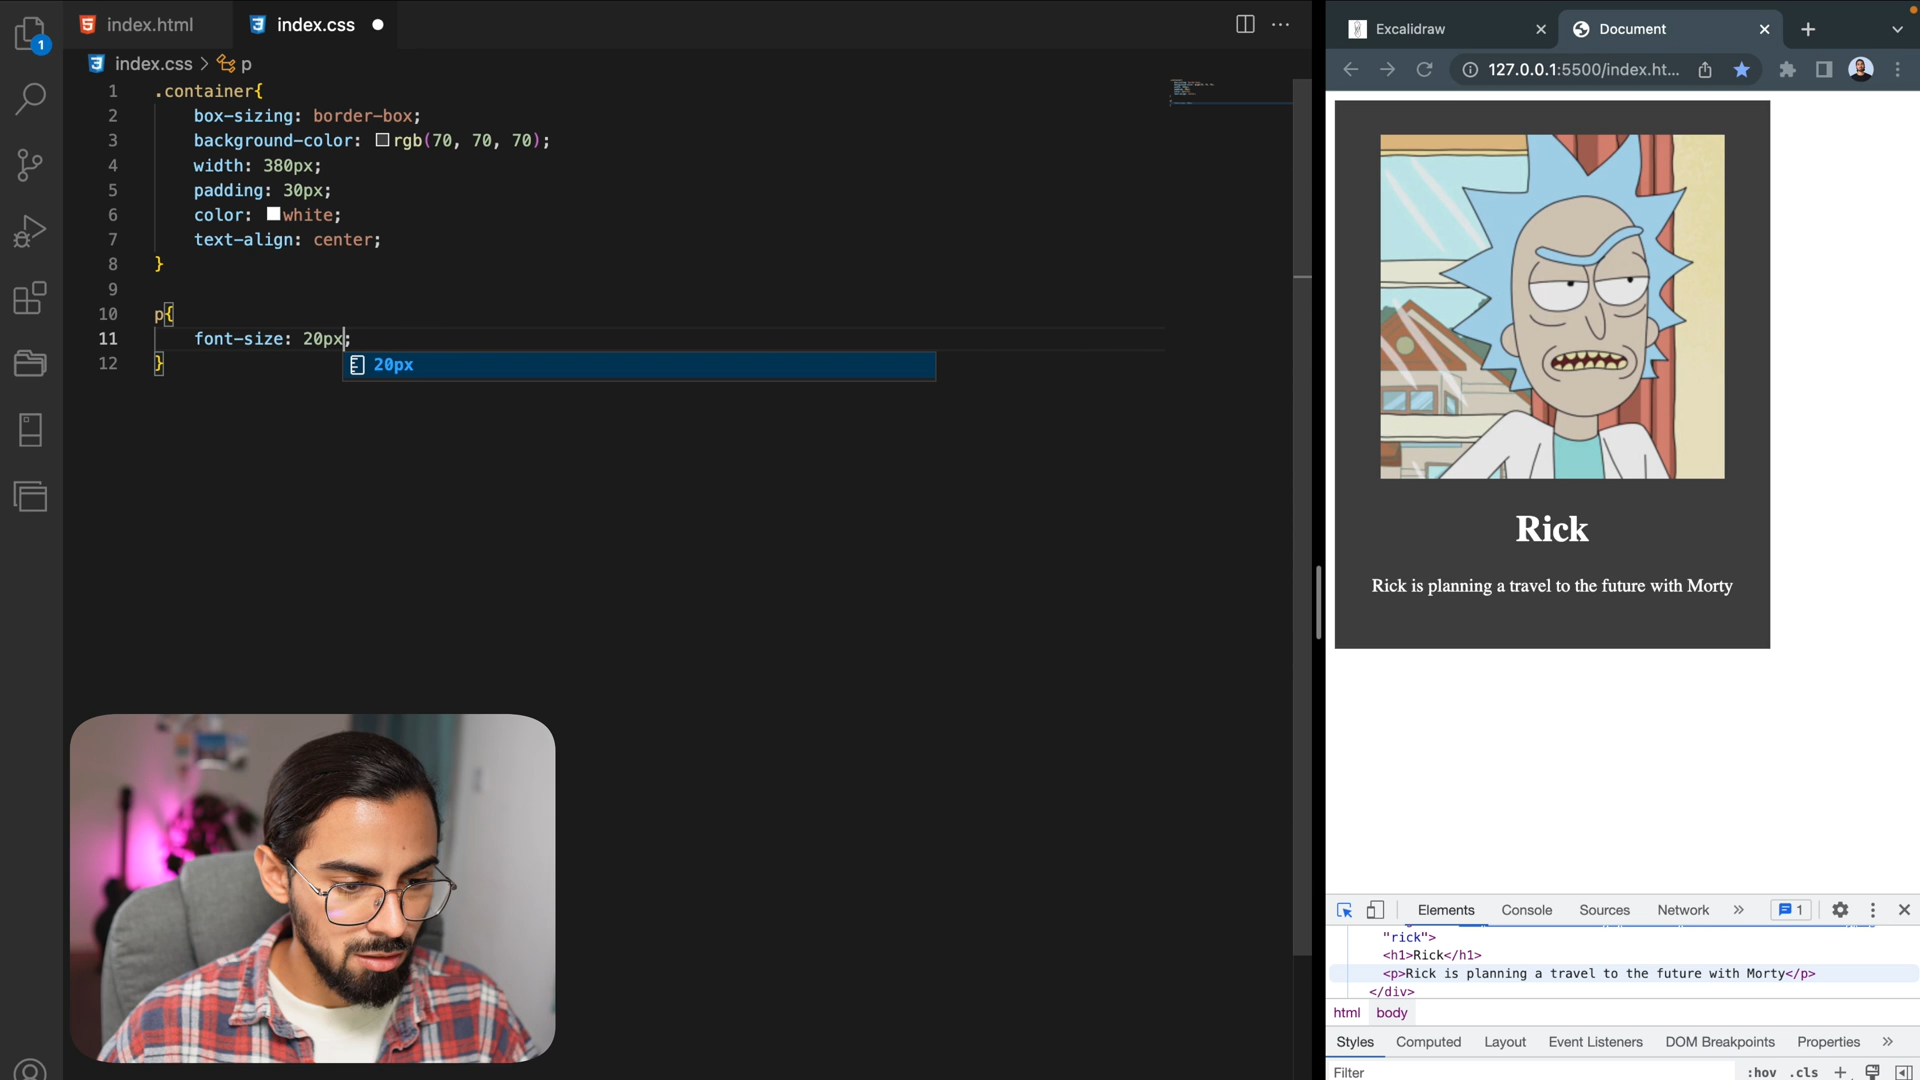 1
index.html
index.css
index.css > p
1 .container{
2 box-sizing: border-box;
3 background-color: rgb(70, 70, 70);
4 width: 380px;
5 padding: 30px;
6 color: white;
7 text-align: center;
8 }
9
10 p{
11 font-size: 20px;
12 }
20px
Excalidraw
Document
127.0.0.1:5500/index.ht...
Rick
Rick is planning a travel to the future with Morty
Elements Console Sources Network » 1
"rick">
<h1>Rick</h1>
<p>Rick is planning a travel to the future with Morty</p>
</div>
html body
Styles Computed Layout Event Listeners DOM Breakpoints Properties »
Filter :hov .cls +